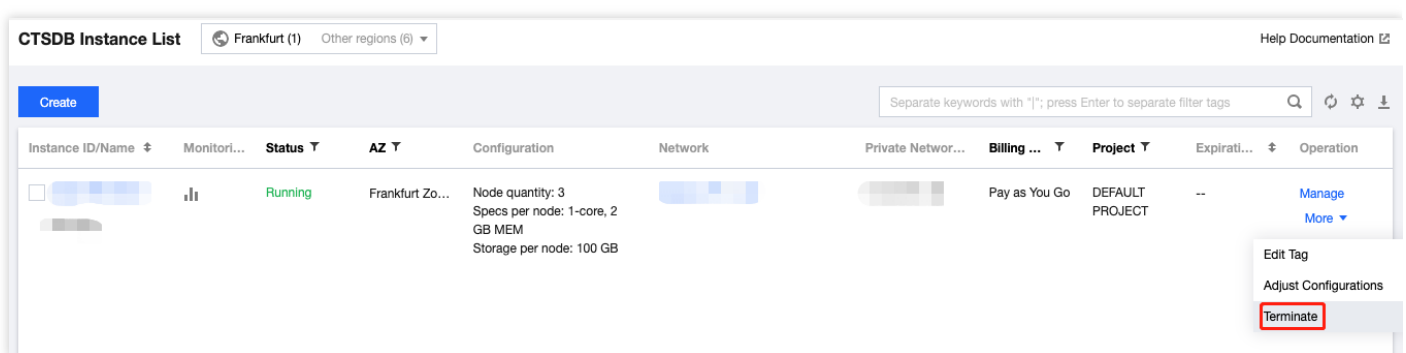 CTSDB Instance List
Frankfurt (1) Other regions (6)
Help Documentation
Create
Separate keywords with "|"; press Enter to separate filter tags
Instance ID/Name Monitori... Status AZ Configuration Network Private Networ... Billing ... Project Expirati... Operation
Running Frankfurt Zo... Node quantity: 3 Pay as You Go DEFAULT -- Manage
Specs per node: 1-core, 2 PROJECT
More
GB MEM
Storage per node: 100 GB
Edit Tag
Adjust Configurations
Terminate